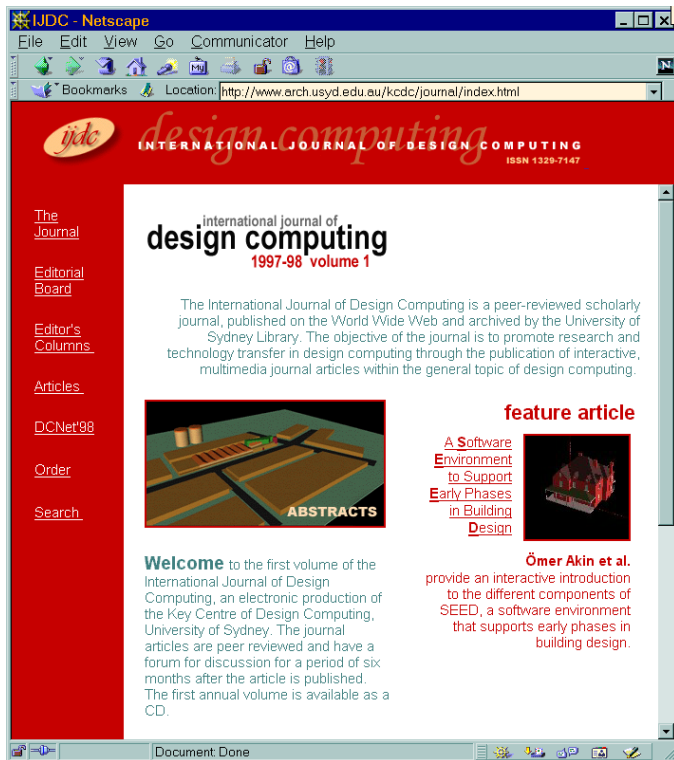 IJDC - Netscape
File Edit View Go Communicator Help
My
N
Bookmarks Location: http://www.arch.usyd.edu.au/kcdc/journal/index.html
ijdc
design computing
INTERNATIONAL JOURNAL OF DESIGN COMPUTING
ISSN 1329-7147
The
Journal
Editorial
Board
Editor's
Columns
Articles
DCNet'98
Order
Search
international journal of
design computing
1997-98 volume 1
The International Journal of Design Computing is a peer-reviewed scholarly
journal, published on the World Wide Web and archived by the University of
Sydney Library. The objective of the journal is to promote research and
technology transfer in design computing through the publication of interactive,
multimedia journal articles within the general topic of design computing.
ABSTRACTS
Welcome to the first volume of the
International Journal of Design
Computing, an electronic production of
the Key Centre of Design Computing,
University of Sydney. The journal
articles are peer reviewed and have a
forum for discussion for a period of six
months after the article is published.
The first annual volume is available as a
CD.
feature article
A Software
Environment
to Support
Early Phases
in Building
Design
Ömer Akin et al.
provide an interactive introduction
to the different components of
SEED, a software environment
that supports early phases in
building design.
Document: Done